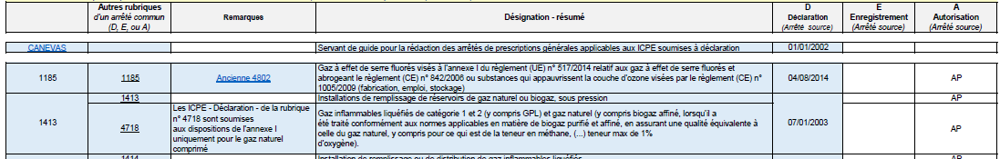 Autres rubriques
d'un arrêté commun
(D, E, ou A)
Remarques
Désignation - résumé
D
Déclaration
(Arrêté source)
E
Enregistrement
(Arrêté source)
A
Autorisation
(Arrêté source)
CANEVAS
Servant de guide pour la rédaction des arrêtés de prescriptions générales applicables aux ICPE soumises à déclaration
01/01/2002
1185
1185
Ancienne 4802
Gaz à effet de serre fluorés visés à l'annexe I du règlement (UE) n° 517/2014 relatif aux gaz à effet de serre fluorés et
abrogeant le règlement (CE) n° 842/2006 ou substances qui appauvrissent la couche d'ozone visées par le règlement (CE) n°
1005/2009 (fabrication, emploi, stockage)
04/08/2014
AP
1413
1413
Installations de remplissage de réservoirs de gaz naturel ou biogaz, sous pression
AP
4718
Les ICPE - Déclaration - de la rubrique
n° 4718 sont soumises
aux dispositions de l'annexe I
uniquement pour le gaz naturel
comprimé
Gaz inflammables liquéfiés de catégorie 1 et 2 (y compris GPL) et gaz naturel (y compris biogaz affiné, lorsqu'il a
été traité conformément aux normes applicables en matière de biogaz purifié et affiné, en assurant une qualité équivalente à
celle du gaz naturel, y compris pour ce qui est de la teneur en méthane, (...) teneur max de 1%
d'oxygène).
07/01/2003
AP
1414
Installation de remplissage ou de distribution de gaz inflammables liquéfiés